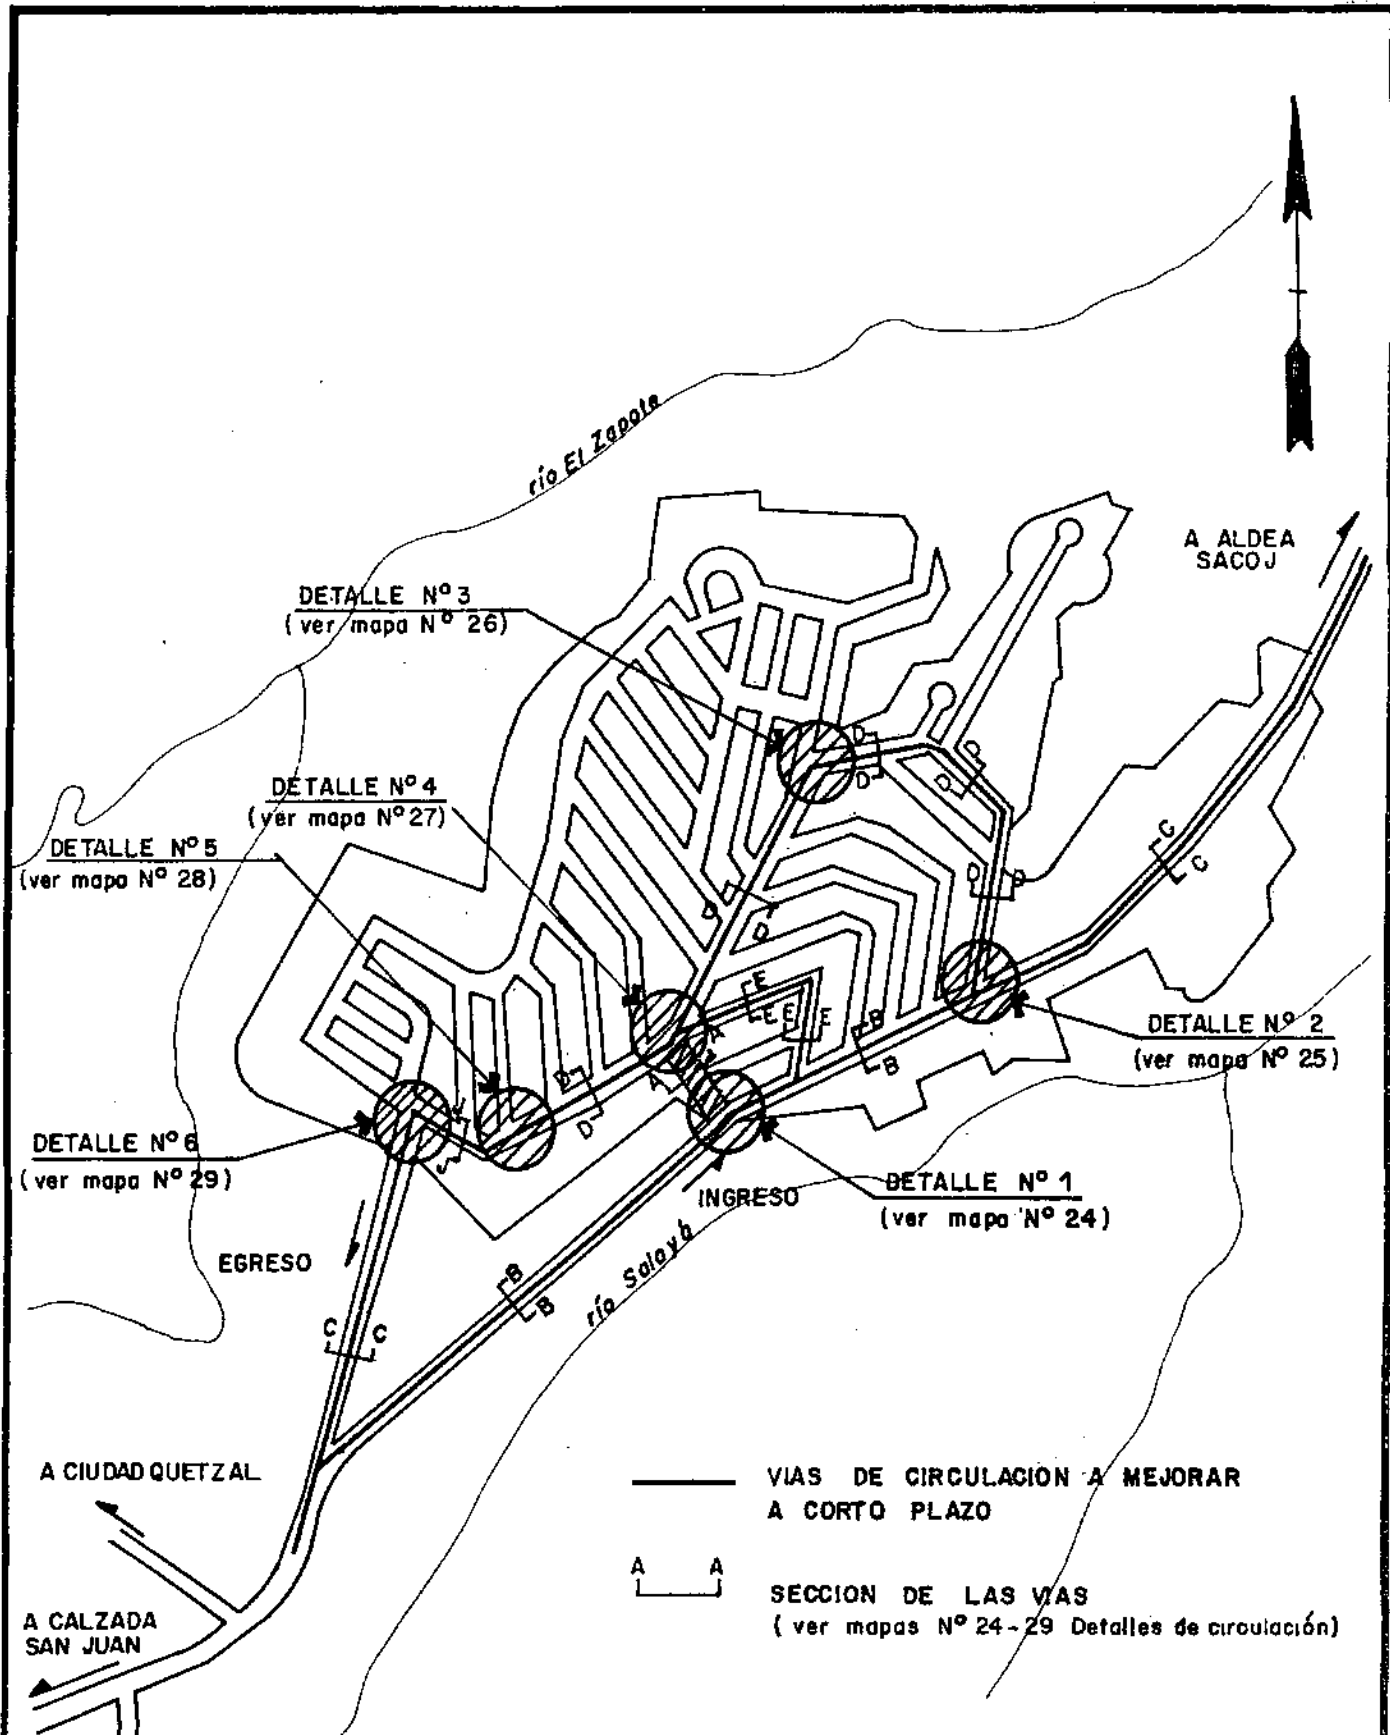 río El Zapote
A ALDEA
SACOJ
DETALLE Nº 3
(ver mapa Nº 26)
D
D
D
D
DETALLE Nº 4
(ver mapa Nº 27)
DETALLE Nº 5
(ver mapa Nº 28)
C
C
D
D
D
D
E
E
E
E
B
B
DETALLE Nº 2
(ver mapa Nº 25)
A
A
D
D
DETALLE Nº 6
(ver mapa Nº 29)
DETALLE Nº 1
(ver mapa Nº 24)
INGRESO
EGRESO
río Salayá
B
B
C
C
A CIUDAD QUETZAL
VIAS DE CIRCULACION A MEJORAR
A CORTO PLAZO
A A
SECCION DE LAS VIAS
(ver mapas Nº 24-29 Detalles de circulación)
A CALZADA
SAN JUAN